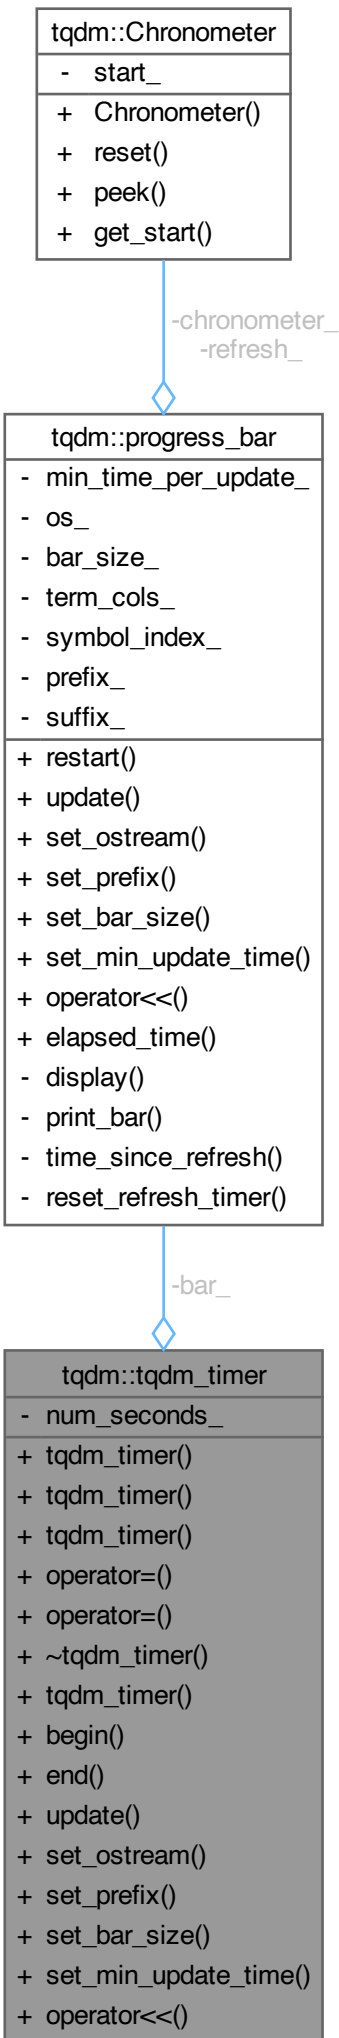 tqdm::Chronometer
- start_
+ Chronometer()
+ reset()
+ peek()
+ get_start()
-chronometer_
-refresh_
tqdm::progress_bar
- min_time_per_update_
- os_
- bar_size_
- term_cols_
- symbol_index_
- prefix_
- suffix_
+ restart()
+ update()
+ set_ostream()
+ set_prefix()
+ set_bar_size()
+ set_min_update_time()
+ operator<<()
+ elapsed_time()
- display()
- print_bar()
- time_since_refresh()
- reset_refresh_timer()
-bar_
tqdm::tqdm_timer
- num_seconds_
+ tqdm_timer()
+ tqdm_timer()
+ tqdm_timer()
+ operator=()
+ operator=()
+ ~tqdm_timer()
+ tqdm_timer()
+ begin()
+ end()
+ update()
+ set_ostream()
+ set_prefix()
+ set_bar_size()
+ set_min_update_time()
+ operator<<()